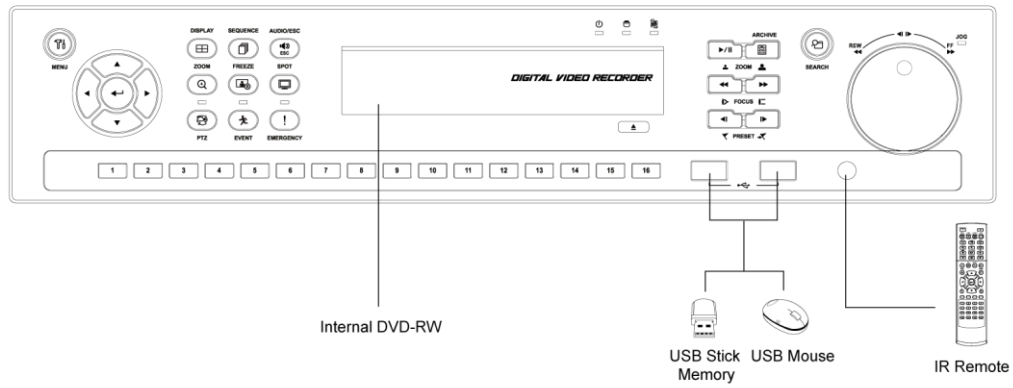 DISPLAY SEQUENCE AUDIO/ESC
ESC
MENU
ZOOM FREEZE SPOT
PTZ EVENT EMERGENCY
DIGITAL VIDEO RECORDER
ARCHIVE
ZOOM
FOCUS
PRESET
SEARCH
REW
FF
JOG
1 2 3 4 5 6 7 8 9 10 11 12 13 14 15 16
Internal DVD-RW
USB Stick
Memory
USB Mouse
IR Remote